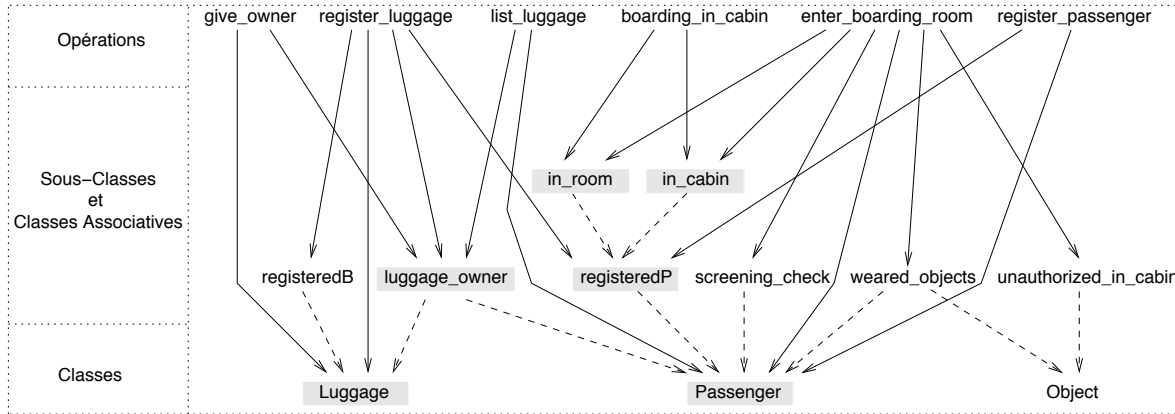 give_owner register_luggage list_luggage boarding_in_cabin enter_boarding_room register_passenger
Opérations
Sous−Classes
et
Classes Associatives
in_room in_cabin
registeredB luggage_owner registeredP screening_check weared_objects unauthorized_in_cabin
Classes
Luggage Passenger Object